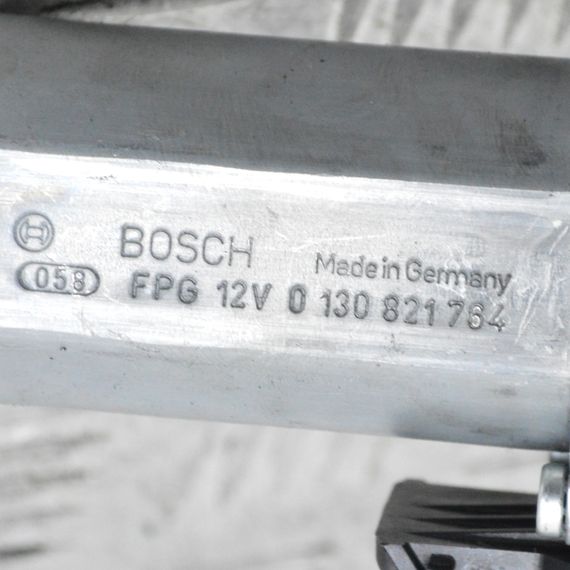 BOSCH
Made in Germany
058 FPG 12V 0 130 821 764